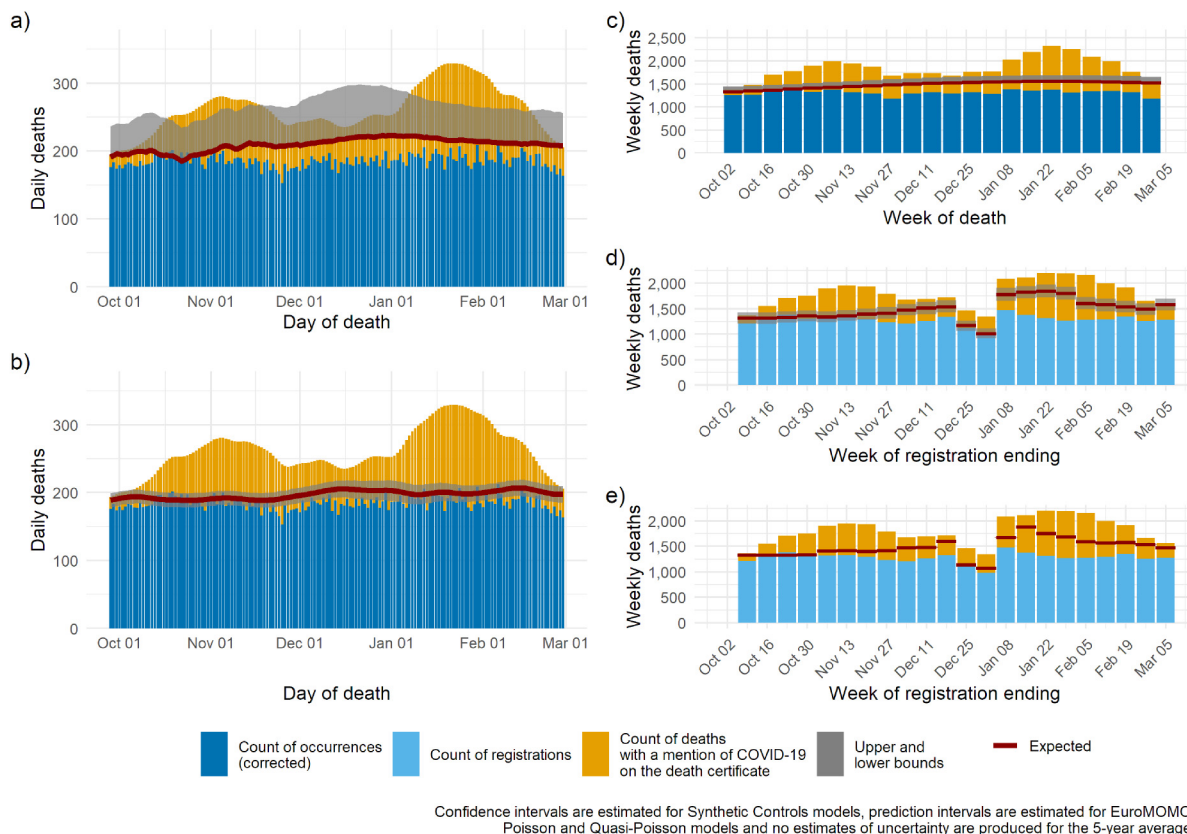 a)
300
200
100
0
Daily deaths
Oct 01 Nov 01 Dec 01 Jan 01 Feb 01 Mar 01
Day of death
b)
300
200
100
0
Daily deaths
Oct 01 Nov 01 Dec 01 Jan 01 Feb 01 Mar 01
Day of death
c)
2,500
2,000
1,500
1,000
500
0
Weekly deaths
Oct 02 Oct 16 Oct 30 Nov 13 Nov 27 Dec 11 Dec 25 Jan 08 Jan 22 Feb 05 Feb 19 Mar 05
Week of death
d)
2,000
1,500
1,000
500
0
Weekly deaths
Oct 02 Oct 16 Oct 30 Nov 13 Nov 27 Dec 11 Dec 25 Jan 08 Jan 22 Feb 05 Feb 19 Mar 05
Week of registration ending
e)
2,000
1,500
1,000
500
0
Weekly deaths
Oct 02 Oct 16 Oct 30 Nov 13 Nov 27 Dec 11 Dec 25 Jan 08 Jan 22 Feb 05 Feb 19 Mar 05
Week of registration ending
Count of occurrences
(corrected)
Count of registrations
Count of deaths
with a mention of COVID-19
on the death certificate
Upper and
lower bounds
Expected
Confidence intervals are estimated for Synthetic Controls models, prediction intervals are estimated for EuroMOMO
Poisson and Quasi-Poisson models and no estimates of uncertainty are produced for the 5-year average